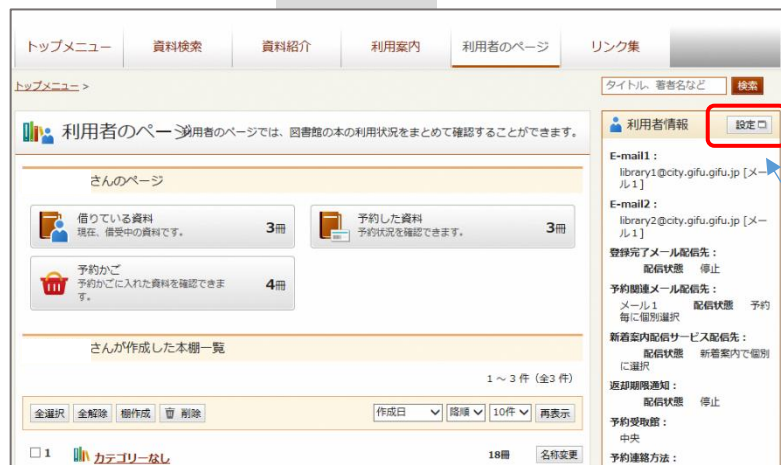 トップメニュー 資料検索 資料紹介 利用案内 利用者のページ リンク集
トップメニュー >
タイトル、著者名など 検索
利用者のページ
利用者のページでは、図書館の本の利用状況をまとめて確認することができます。
さんのページ
借りている資料
現在、借受中の資料です。
3冊
予約した資料
予約状況を確認できます。
3冊
予約かご
予約かごに入れた資料を確認できま
す。
4冊
さんが作成した本棚一覧
1 ~ 3 件 (全3 件)
全選択 全解除 棚作成 削除 作成日 降順 10件 再表示
1 カテゴリーなし 18冊 名称変更
利用者情報 設定
E-mail1 :
library1@city.gifu.gifu.jp [メー
ル1]
E-mail2 :
library2@city.gifu.gifu.jp [メー
ル1]
登録完了メール配信先 :
配信状態 停止
予約関連メール配信先 :
メール1 配信状態 予約
毎に個別選択
新着案内配信サービス配信先 :
配信状態 新着案内で個別
に選択
返却期限通知 :
配信状態 停止
予約受取館 :
中央
予約連絡方法 :